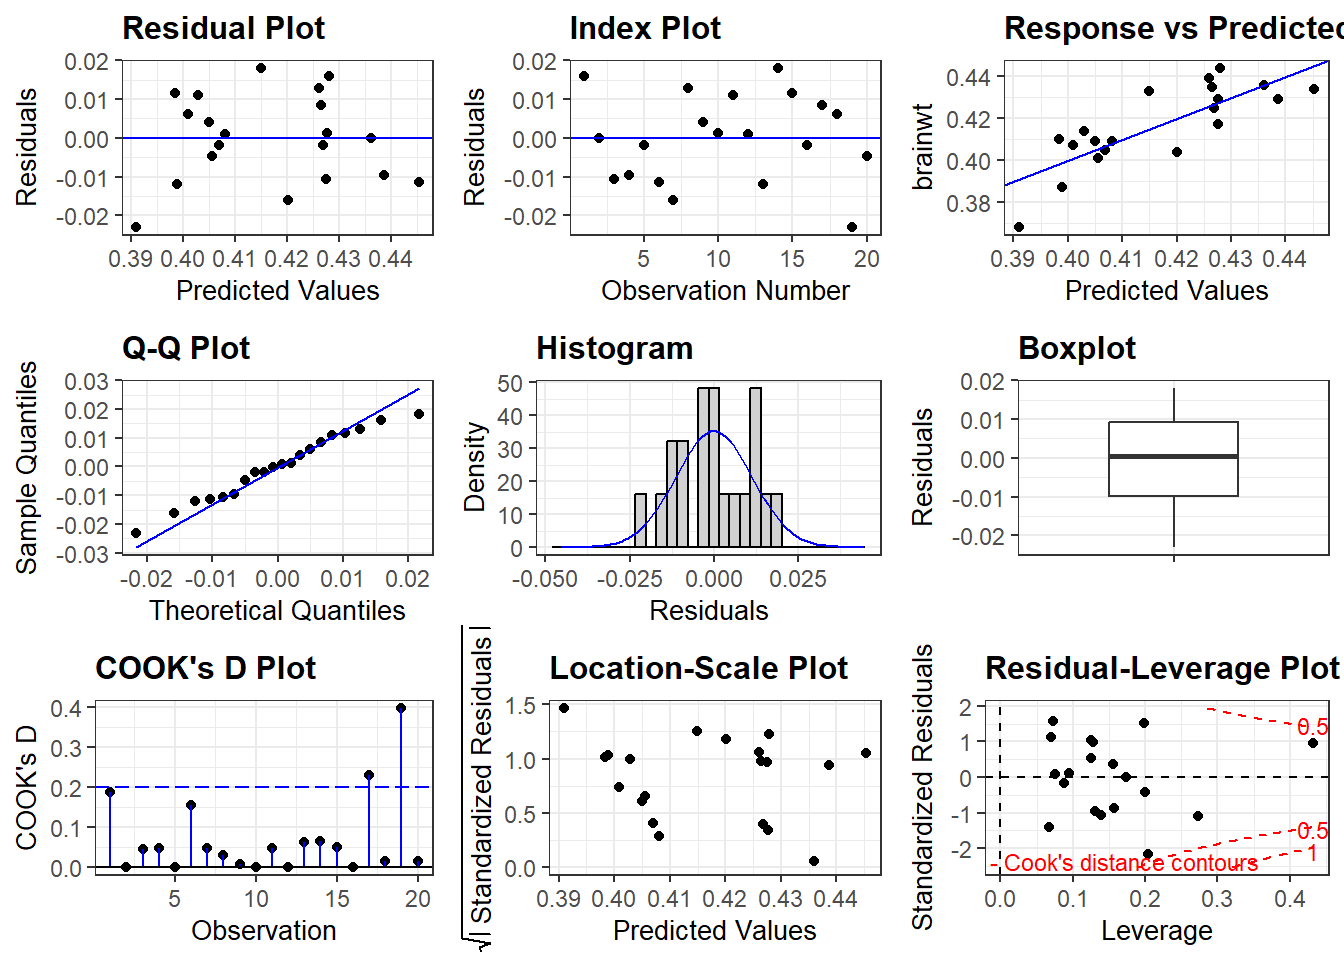 Residual Plot
Residuals
0.02
0.01
0.00
-0.01
-0.02
0.39 0.40 0.41 0.42 0.43 0.44
Predicted Values
Index Plot
Residuals
0.02
0.01
0.00
-0.01
-0.02
5 10 15 20
Observation Number
Response vs Predicted
brainwt
0.44
0.42
0.40
0.38
0.39 0.40 0.41 0.42 0.43 0.44
Predicted Values
Q-Q Plot
Sample Quantiles
0.03
0.02
0.01
0.00
-0.01
-0.02
-0.03
-0.02 -0.01 0.00 0.01 0.02
Theoretical Quantiles
Histogram
Density
50
40
30
20
10
0
-0.050 -0.025 0.000 0.025
Residuals
Boxplot
Residuals
0.02
0.01
0.00
-0.01
-0.02
COOK's D Plot
COOK's D
0.4
0.3
0.2
0.1
0.0
5 10 15 20
Observation
Location-Scale Plot
√| Standardized Residuals |
1.5
1.0
0.5
0.0
0.39 0.40 0.41 0.42 0.43 0.44
Predicted Values
Residual-Leverage Plot
Standardized Residuals
2
1
0
-1
-2
0.5
0.5
1
- Cook's distance contours
0.0 0.1 0.2 0.3 0.4
Leverage